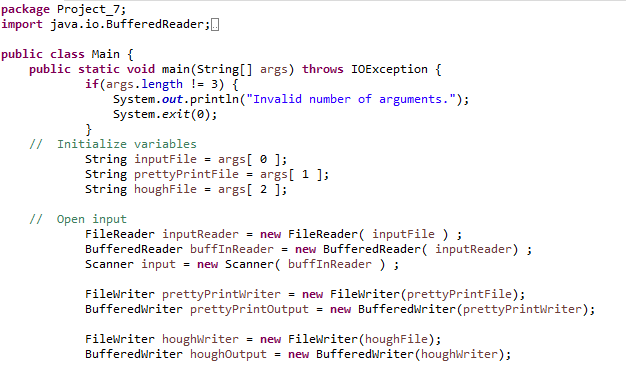 package Project_7;
import java.io.BufferedReader;
public class Main {
public static void main(String[] args) throws IOException {
if(args.length != 3) {
System.out.println("Invalid number of arguments.");
System.exit(0);
}
// Initialize variables
String inputFile = args[ 0 ];
String prettyPrintFile = args[ 1 ];
String houghFile = args[ 2 ];
// Open input
FileReader inputReader = new FileReader( inputFile ) ;
BufferedReader buffInReader = new BufferedReader( inputReader) ;
Scanner input = new Scanner( buffInReader ) ;
FileWriter prettyPrintWriter = new FileWriter(prettyPrintFile);
BufferedWriter prettyPrintOutput = new BufferedWriter(prettyPrintWriter);
FileWriter houghWriter = new FileWriter(houghFile);
BufferedWriter houghOutput = new BufferedWriter(houghWriter);